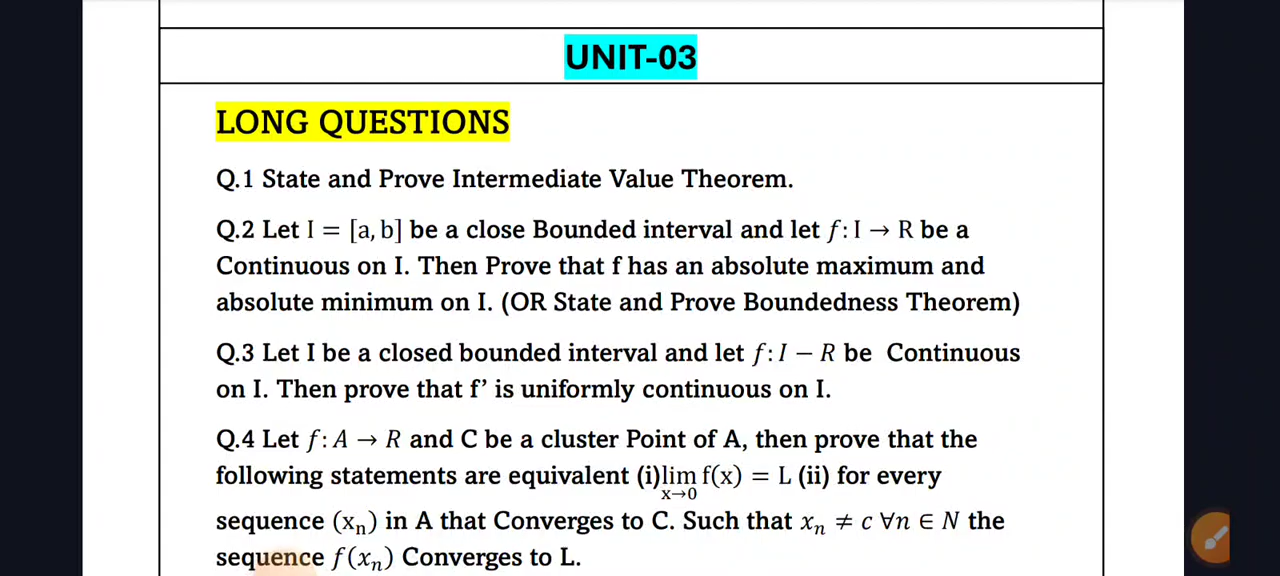 UNIT-03
LONG QUESTIONS
Q.1 State and Prove Intermediate Value Theorem.
Q.2 Let I = [a, b] be a close Bounded interval and let f: I → R be a
Continuous on I. Then Prove that f has an absolute maximum and
absolute minimum on I. (OR State and Prove Boundedness Theorem)
Q.3 Let I be a closed bounded interval and let f: I − R be Continuous
on I. Then prove that f’ is uniformly continuous on I.
Q.4 Let f: A → R and C be a cluster Point of A, then prove that the
following statements are equivalent (i)lim f(x) = L (ii) for every
x→0
sequence (xₙ) in A that Converges to C. Such that xₙ ≠ c ∀n ∈ N the
sequence f(xₙ) Converges to L.